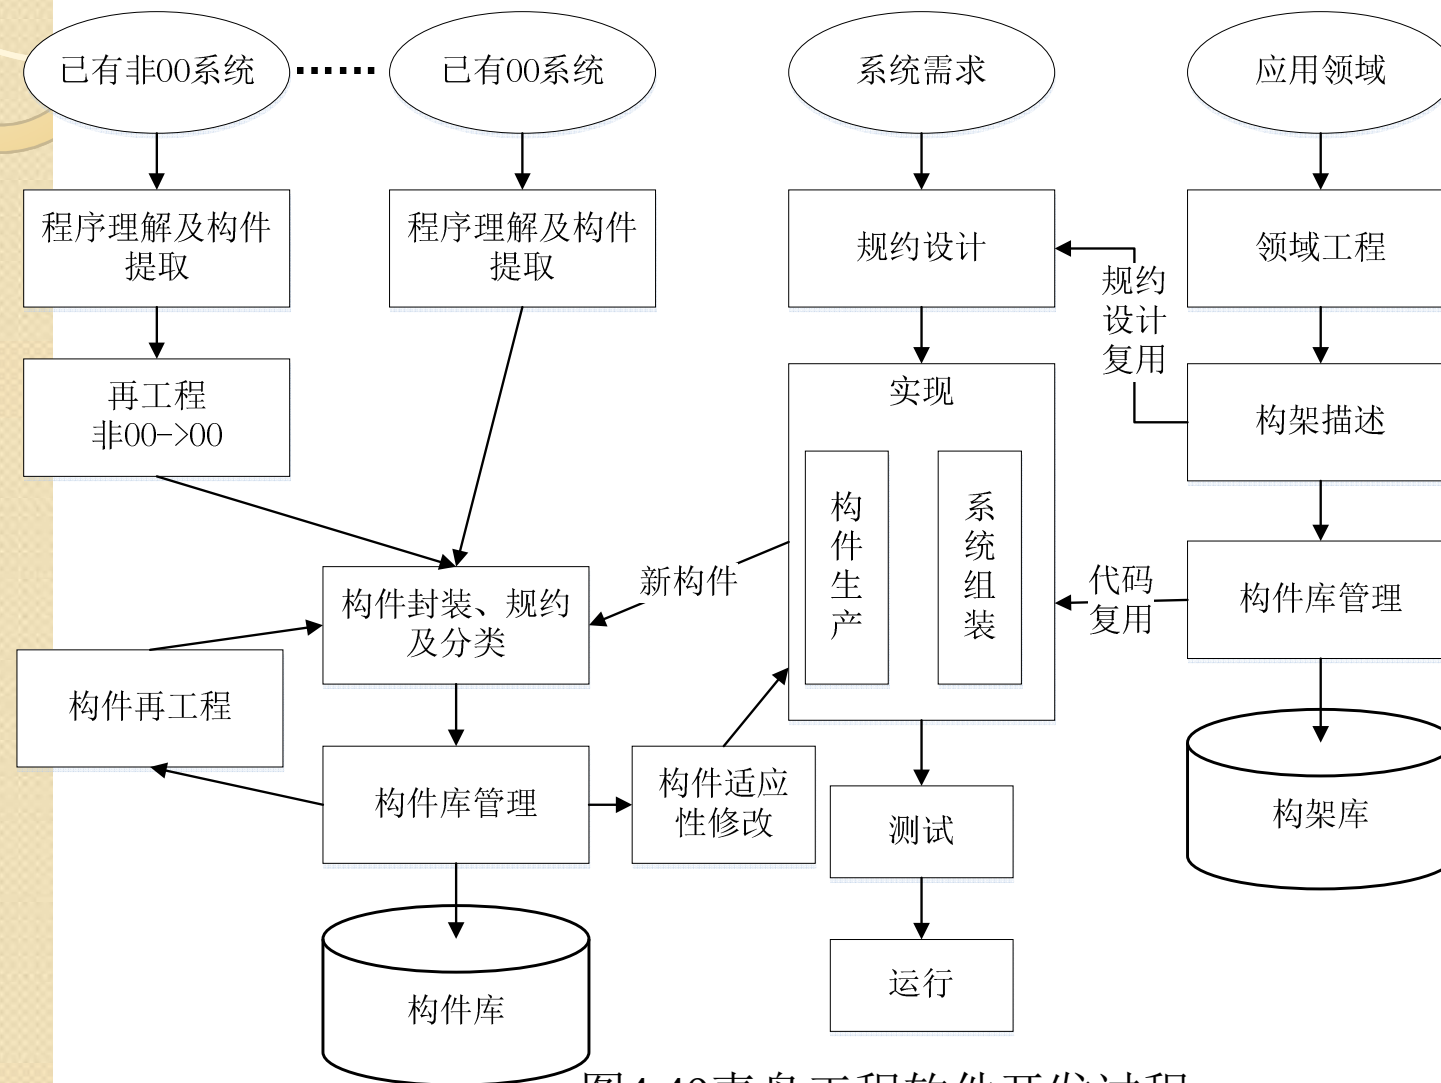 已有非OO系统
……
已有OO系统
系统需求
应用领域
程序理解及构件
提取
程序理解及构件
提取
规约设计
领域工程
规约
设计
复用
再工程
非OO->OO
实现
构架描述
构
件
生
产
系
统
组
装
新构件
代码
复用
构件库管理
构件封装、规约
及分类
构件再工程
构件库管理
构件适应
性修改
测试
构架库
运行
构件库